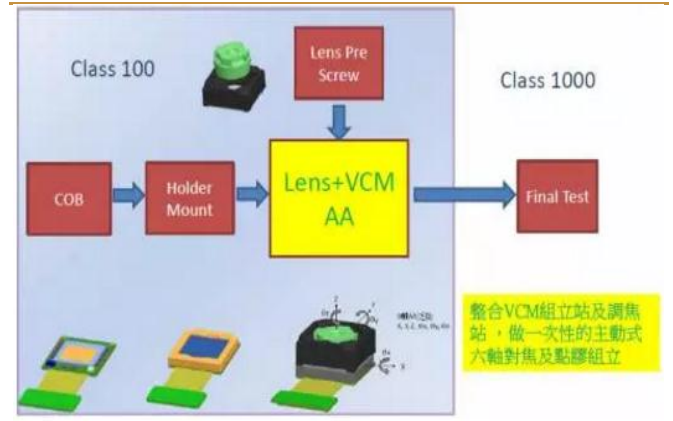 Class 100
Lens Pre
Screw
Class 1000
COB
Holder
Mount
Lens+VCM
AA
Final Test
整合VCM組立站及調焦
站，做一次性的主動式
六軸對焦及點膠組立
Z
Y
X